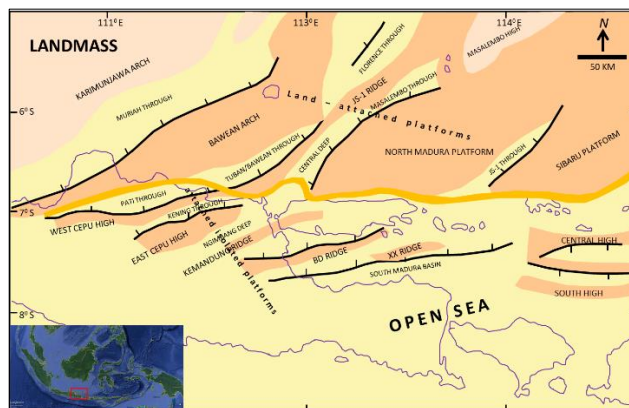 111°E
113°E
114°E
N
50 KM
LANDMASS
KARIMUNJAWA ARCH
MURIAH THROUGH
FLORENCE THROUGH
MASALEMBO HIGH
JS-1 RIDGE
MASALEMBO THROUGH
6°S
Land - attached platforms
BAWEAN ARCH
TUBAN/BAWEAN THROUGH
CENTRAL DEEP
NORTH MADURA PLATFORM
JS-1 THROUGH
SIBARU PLATFORM
PATI THROUGH
7°S
WEST CEPU HIGH
KENING THROUGH
EAST CEPU HIGH
NGIMBANG DEEP
KEMANDUNG RIDGE
attached isolated platforms
BD RIDGE
XX RIDGE
SOUTH MADURA BASIN
CENTRAL HIGH
SOUTH HIGH
8°S
OPEN SEA